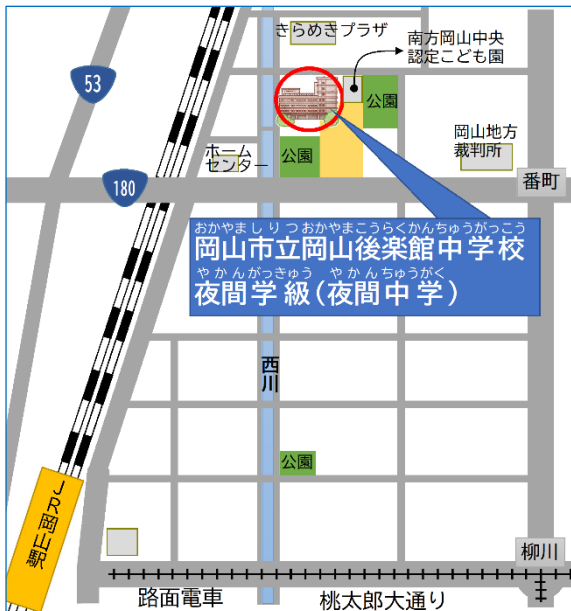 きらめきプラザ
南方岡山中央
認定こども園
53
公園
岡山地方
裁判所
ホーム
センター
公園
180
番町
おかやましりつおかやまこうらくかんちゅうがっこう
岡山市立岡山後楽館中学校
やかんがっきゅう やかんちゅうがく
夜間学級(夜間中学)
西川
公園
JR岡山駅
柳川
路面電車
桃太郎大通り